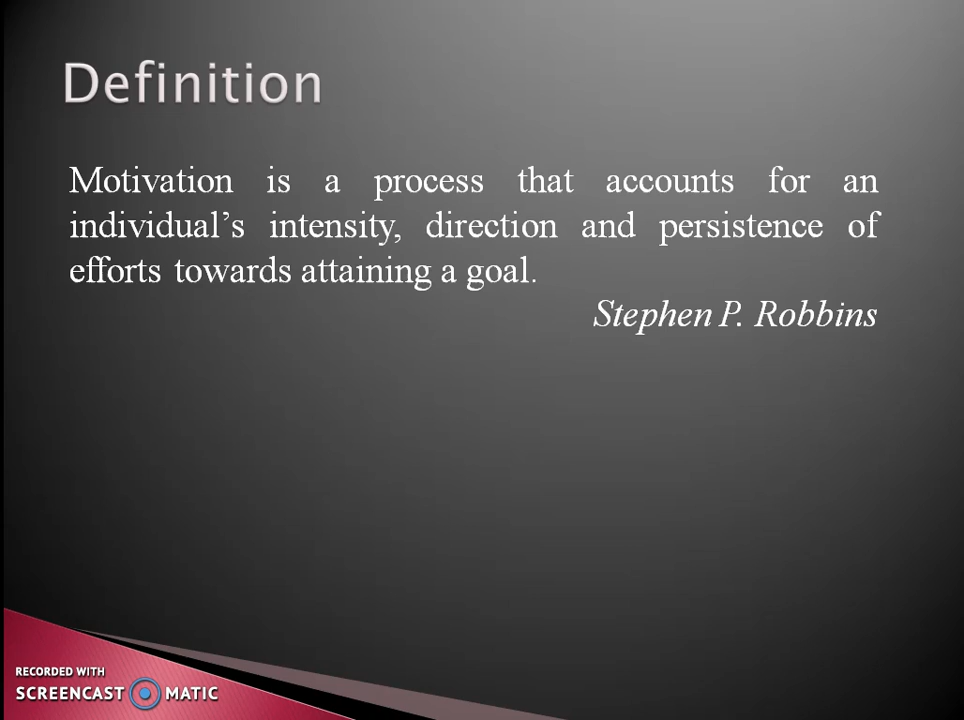 Definition
Motivation is a process that accounts for an
individual's intensity, direction and persistence of
efforts towards attaining a goal.
Stephen P. Robbins
RECORDED WITH
SCREENCAST MATIC